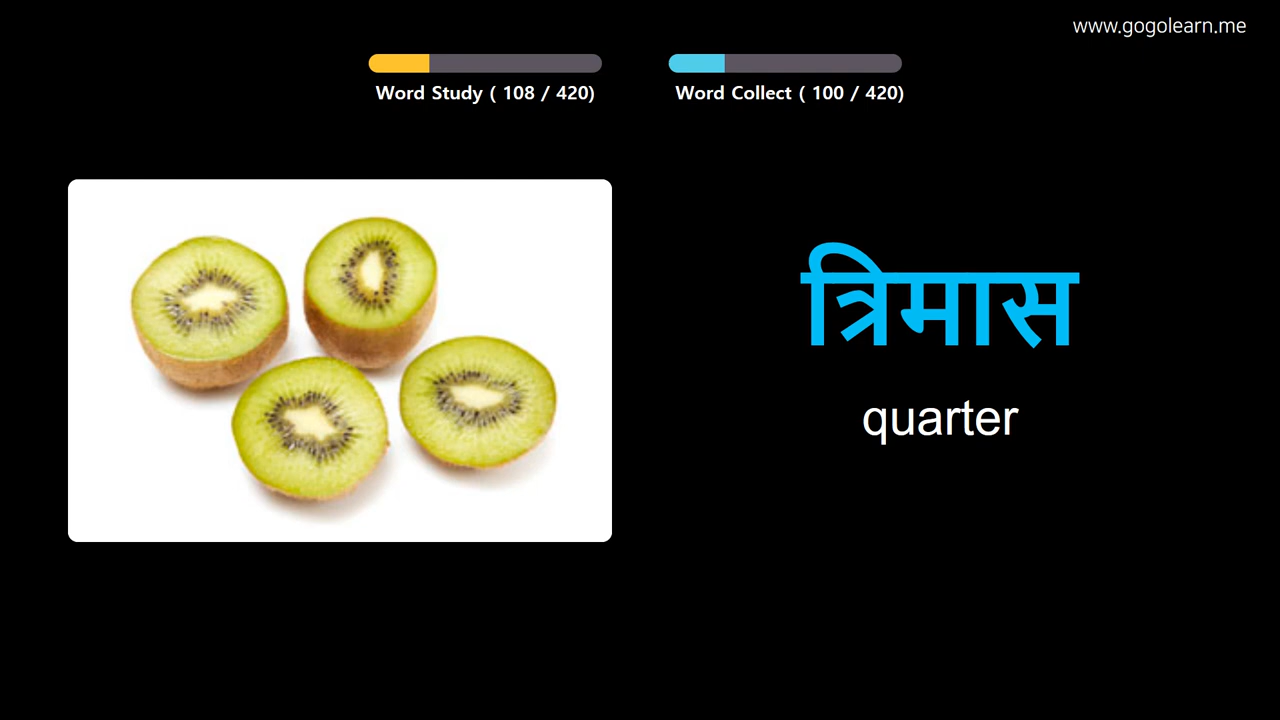 www.gogolearn.me
Word Study ( 108 / 420)
Word Collect ( 100 / 420)
त्रिमास
quarter